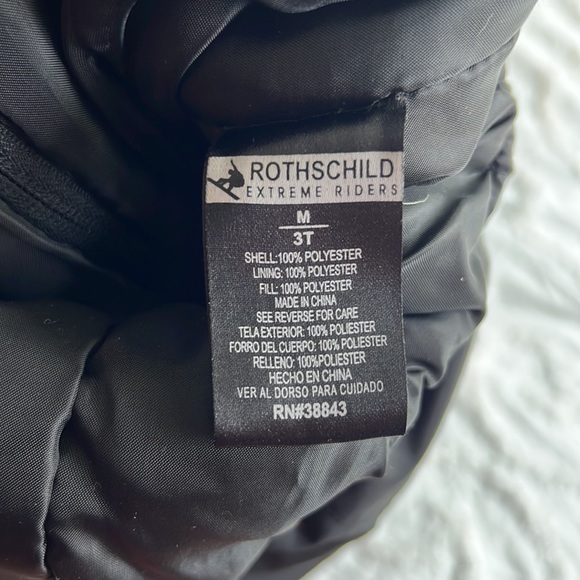 ROTHSCHILD
EXTREME RIDERS
M
3T
SHELL:100% POLYESTER
LINING: 100% POLYESTER
FILL: 100% POLYESTER
MADE IN CHINA
SEE REVERSE FOR CARE
TELA EXTERIOR: 100% POLIESTER
FORRO DEL CUERPO: 100% POLIESTER
RELLENO: 100%POLIESTER
HECHO EN CHINA
VER AL DORSO PARA CUIDADO
RN#38843